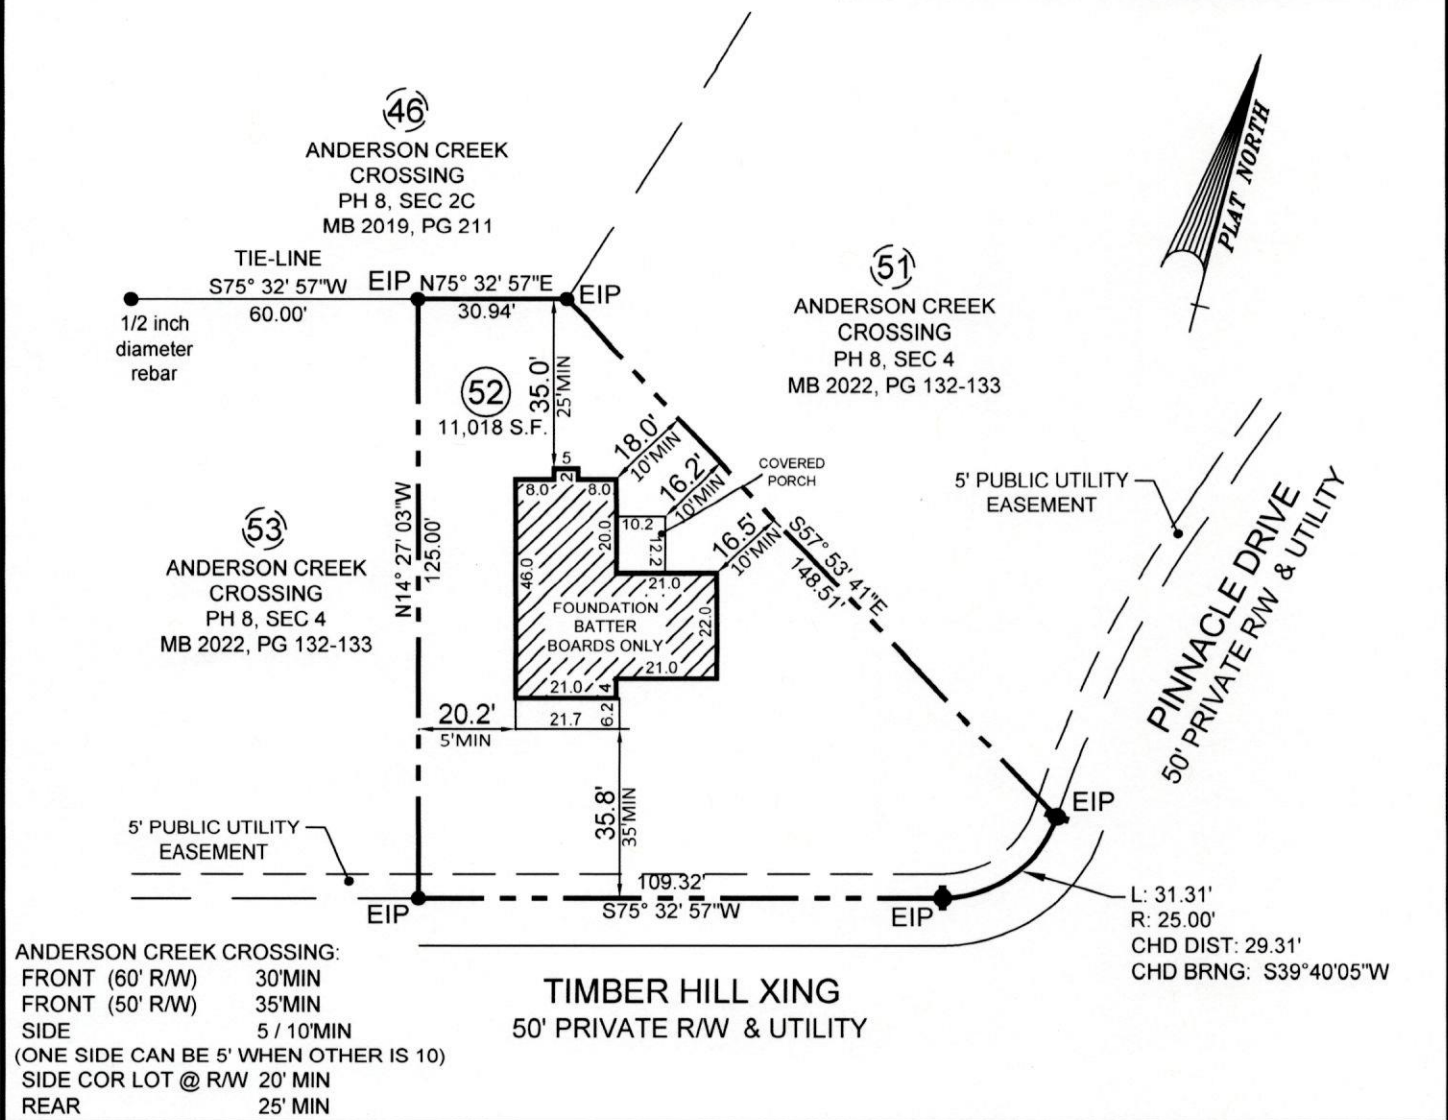 46
ANDERSON CREEK
CROSSING
PH 8, SEC 2C
MB 2019, PG 211
PLAT NORTH
TIE-LINE
S75° 32' 57"W
60.00'
1/2 inch
diameter
rebar
EIP
N75° 32' 57"E
30.94'
EIP
51
ANDERSON CREEK
CROSSING
PH 8, SEC 4
MB 2022, PG 132-133
52
11,018 S.F.
35.0'
25'MIN
18.0'
10'MIN
16.2'
10'MIN
COVERED
PORCH
16.5'
10'MIN
S57° 53' 41"E
148.51'
5' PUBLIC UTILITY
EASEMENT
PINNACLE DRIVE
50' PRIVATE R/W & UTILITY
53
ANDERSON CREEK
CROSSING
PH 8, SEC 4
MB 2022, PG 132-133
N14° 27' 03"W
125.00'
5
2
8.0
8.0
10.2
20.0
12.2
46.0
21.0
FOUNDATION
BATTER
BOARDS ONLY
22.0
21.0
21.0
4
21.7
6.2
20.2'
5'MIN
35.8'
35'MIN
5' PUBLIC UTILITY
EASEMENT
EIP
109.32'
S75° 32' 57"W
EIP
EIP
L: 31.31'
R: 25.00'
CHD DIST: 29.31'
CHD BRNG: S39°40'05"W
TIMBER HILL XING
50' PRIVATE R/W & UTILITY
ANDERSON CREEK CROSSING:
FRONT (60' R/W) 30'MIN
FRONT (50' R/W) 35'MIN
SIDE 5 / 10'MIN
(ONE SIDE CAN BE 5' WHEN OTHER IS 10)
SIDE COR LOT @ R/W 20' MIN
REAR 25' MIN